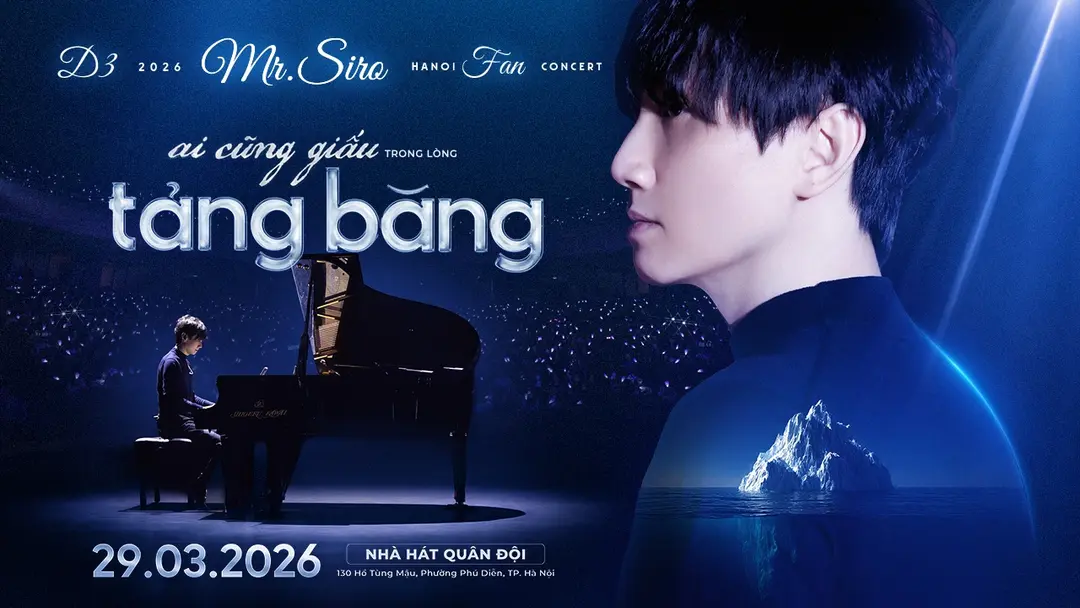 D3 2026 Mr.Siro HANOI Fan CONCERT
ai cũng giấu TRONG LÒNG
tảng băng
29.03.2026
NHÀ HÁT QUÂN ĐỘI
130 Hồ Tùng Mậu, Phường Phú Diễn, TP. Hà Nội